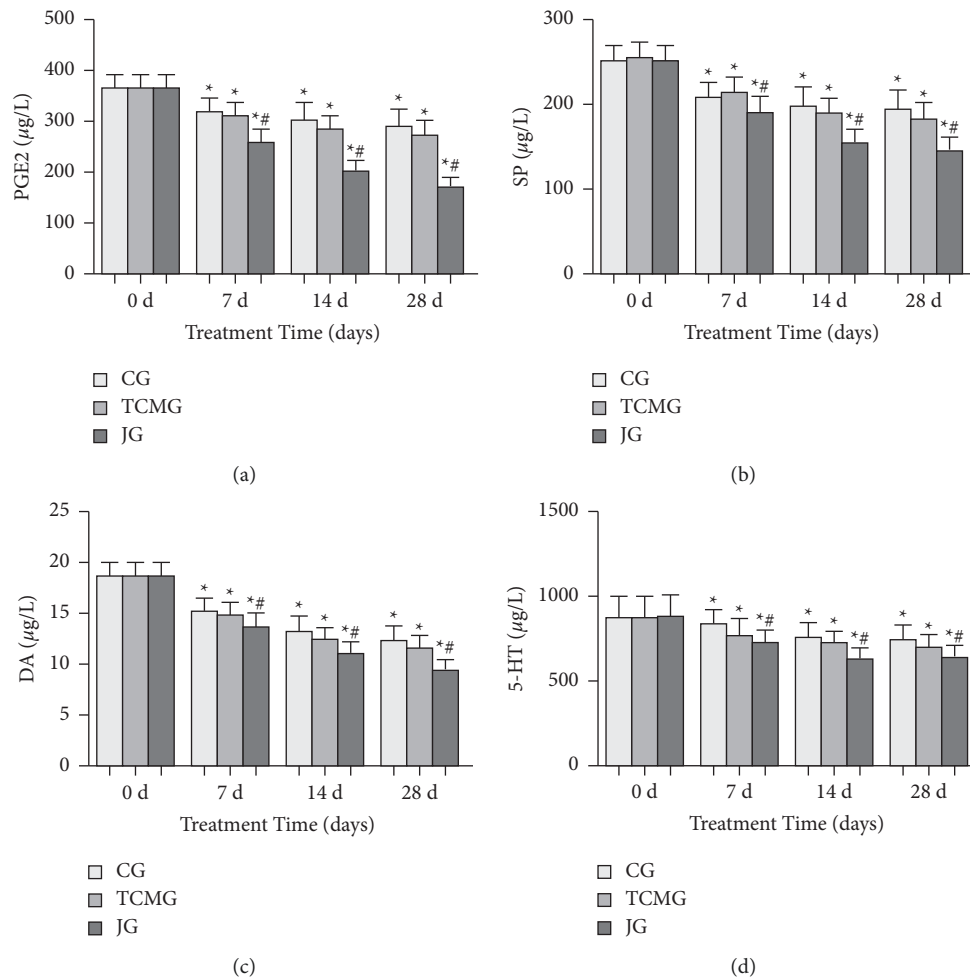 500
400
300
200
100
0
PGE2 (μg/L)
* *
*#
* *
*#
* *
*#
0 d 7 d 14 d 28 d
Treatment Time (days)
CG
TCMG
JG
(a)
300
200
100
0
SP (μg/L)
* *
*#
* *
*#
* *
*#
0 d 7 d 14 d 28 d
Treatment Time (days)
CG
TCMG
JG
(b)
25
20
15
10
5
0
DA (μg/L)
* * *#
* * *#
* * *#
0 d 7 d 14 d 28 d
Treatment Time (days)
CG
TCMG
JG
(c)
1500
1000
500
0
5-HT (μg/L)
* * *#
* * *#
* * *#
0 d 7 d 14 d 28 d
Treatment Time (days)
CG
TCMG
JG
(d)